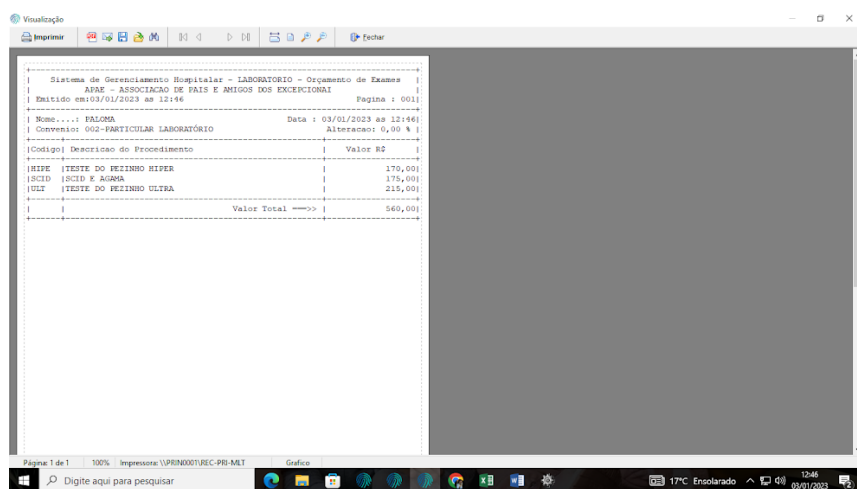 Visualização
Imprimir
Fechar
Sistema de Gerenciamento Hospitalar - LABORATORIO - Orçamento de Exames
APAE - ASSOCIACAO DE PAIS E AMIGOS DOS EXCEPCIONAI
Emitido em:03/01/2023 as 12:46 Pagina : 001
Nome....: PALOMA Data : 03/01/2023 as 12:46
Convenio: 002-PARTICULAR LABORATÓRIO Alteracao: 0,00 %
Codigo| Descricao do Procedimento | Valor R$
HIPE |TESTE DO PEZINHO HIPER | 170,00
SCID |SCID E AGAMA | 175,00
ULT |TESTE DO PEZINHO ULTRA | 215,00
Valor Total ===>> | 560,00
Página: 1 de 1 100% Impressora: \\PRIN0001\REC-PRI-MLT Grafico
Digite aqui para pesquisar
17°C Ensolarado
12:46
03/01/2023